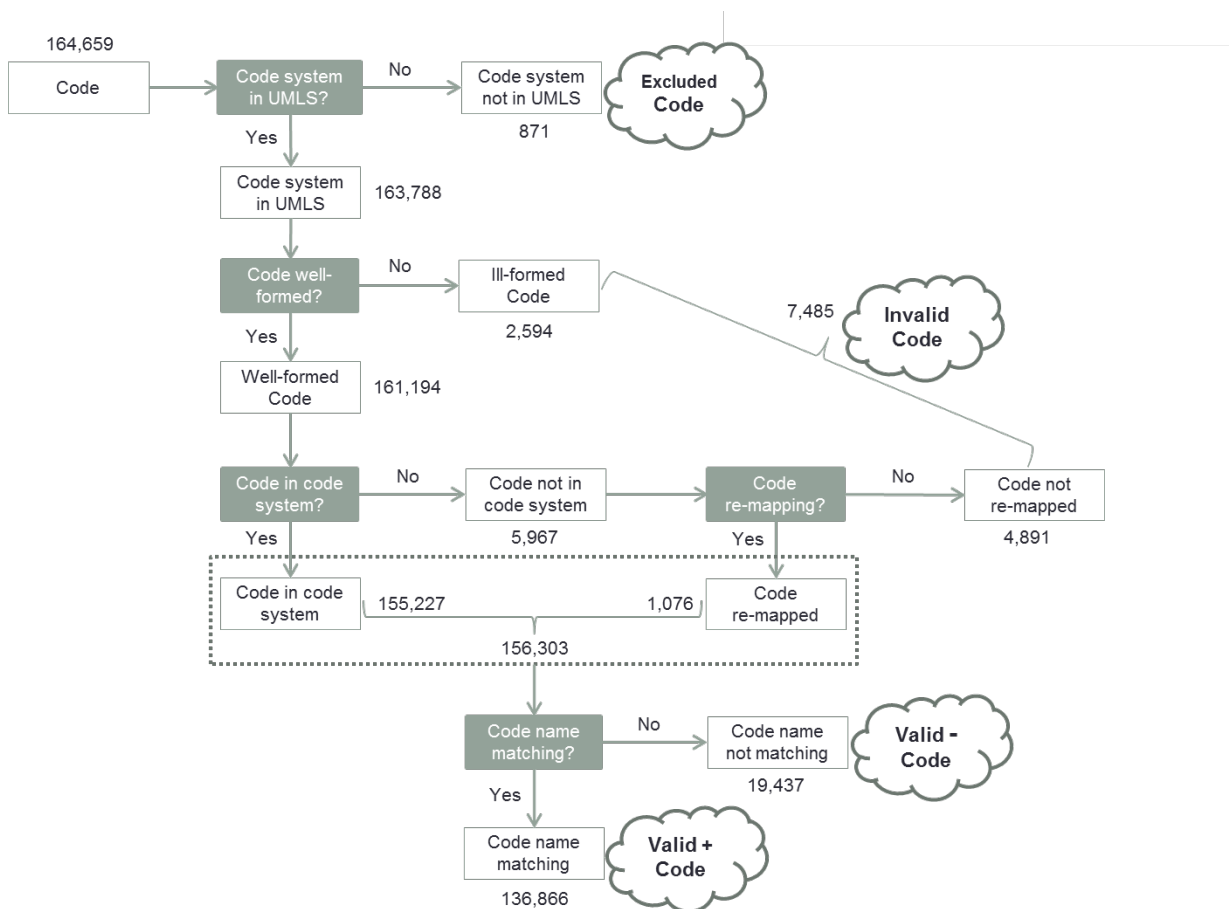 164,659
Code
Code system
in UMLS?
No
Code system
not in UMLS
871
Excluded
Code
Yes
Code system
in UMLS
163,788
Code well-
formed?
No
Ill-formed
Code
2,594
7,485
Invalid
Code
Yes
Well-formed
Code
161,194
Code in code
system?
No
Code not in
code system
5,967
Code
re-mapping?
No
Code not
re-mapped
4,891
Yes
Yes
Code in code
system
155,227
1,076
Code
re-mapped
156,303
Code name
matching?
No
Code name
not matching
19,437
Valid -
Code
Yes
Code name
matching
136,866
Valid +
Code